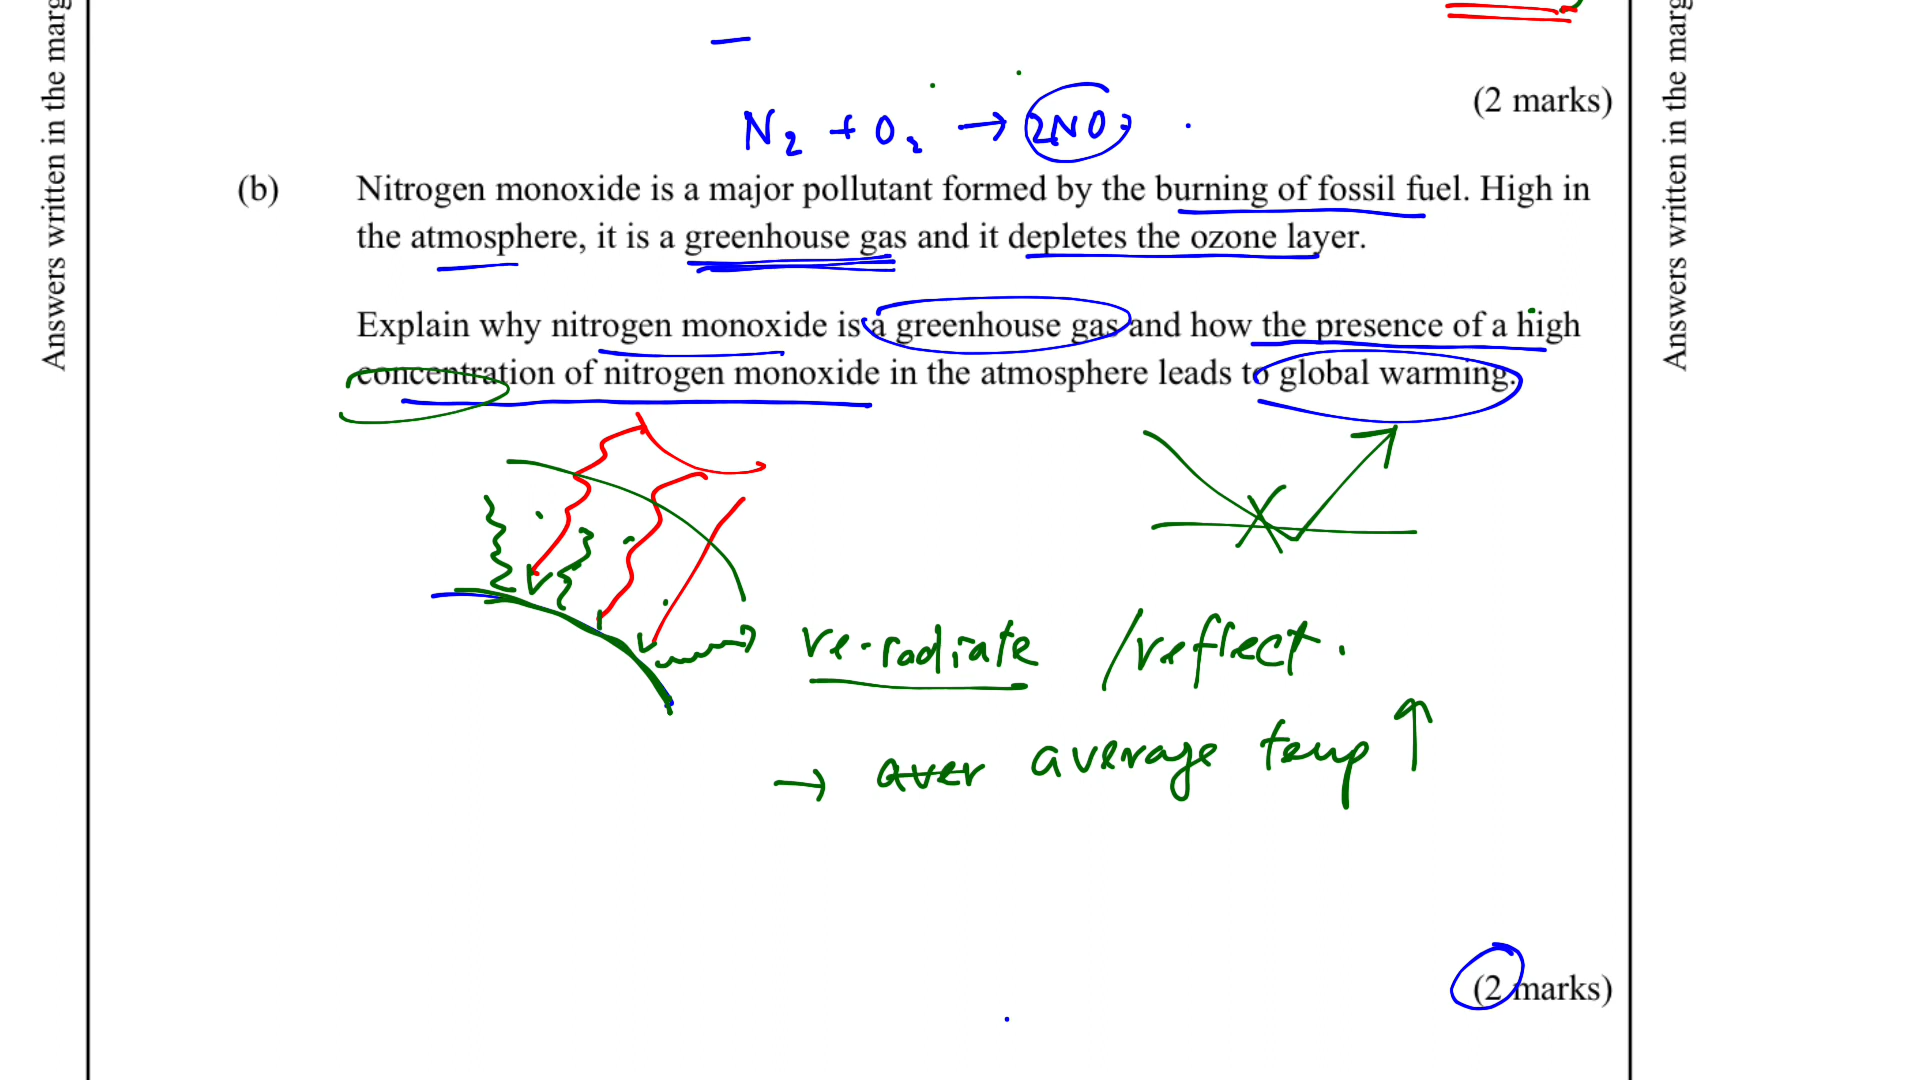 Answers written in the marg
Answers written in the marg
(2 marks)
N₂ + O₂ → 2NO
(b) Nitrogen monoxide is a major pollutant formed by the burning of fossil fuel. High in
the atmosphere, it is a greenhouse gas and it depletes the ozone layer.
Explain why nitrogen monoxide is a greenhouse gas and how the presence of a high
concentration of nitrogen monoxide in the atmosphere leads to global warming.
re-radiate /reflect.
→ aver average temp ↑
(2 marks)